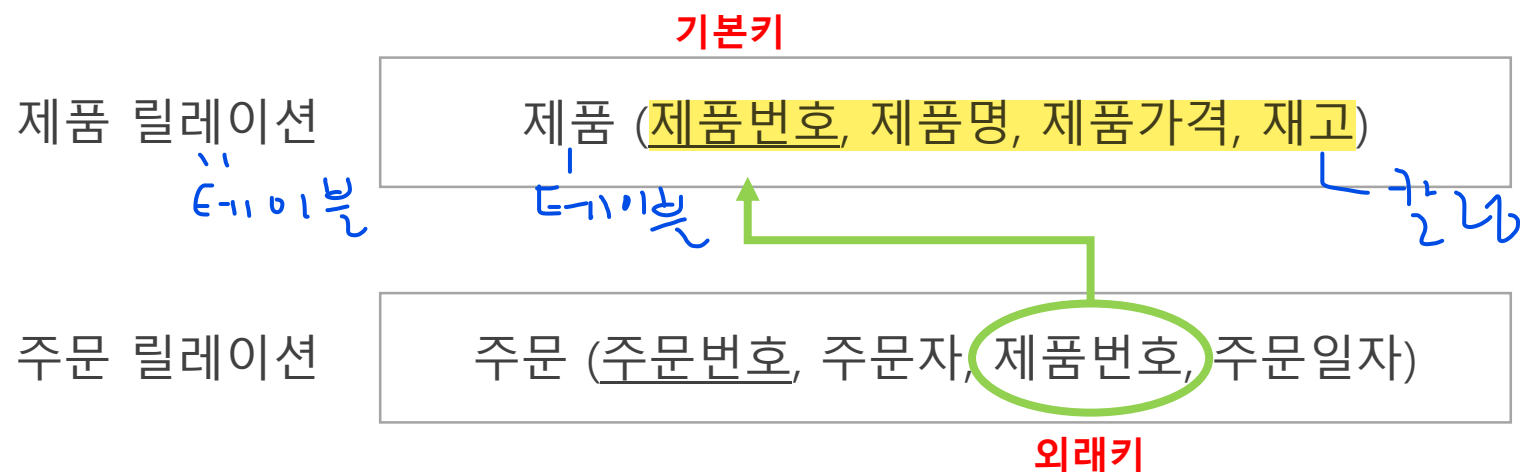 기본키
제품 릴레이션
제품 (제품번호, 제품명, 제품가격, 재고)
테이블
테이블
칼럼
주문 릴레이션
주문 (주문번호, 주문자, 제품번호, 주문일자)
외래키